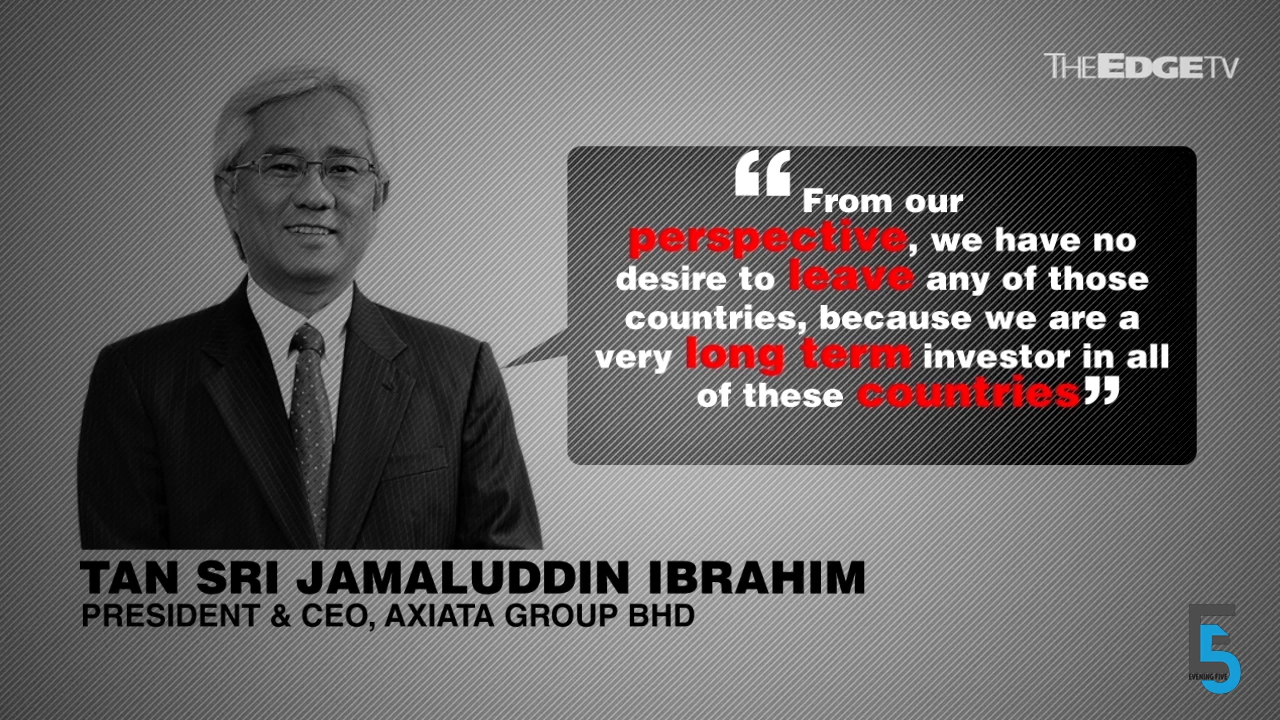 THEEDGETV
“From our
perspective, we have no
desire to leave any of those
countries, because we are a
very long term investor in all
of these countries”
TAN SRI JAMALUDDIN IBRAHIM
PRESIDENT & CEO, AXIATA GROUP BHD
E5
EVENING FIVE